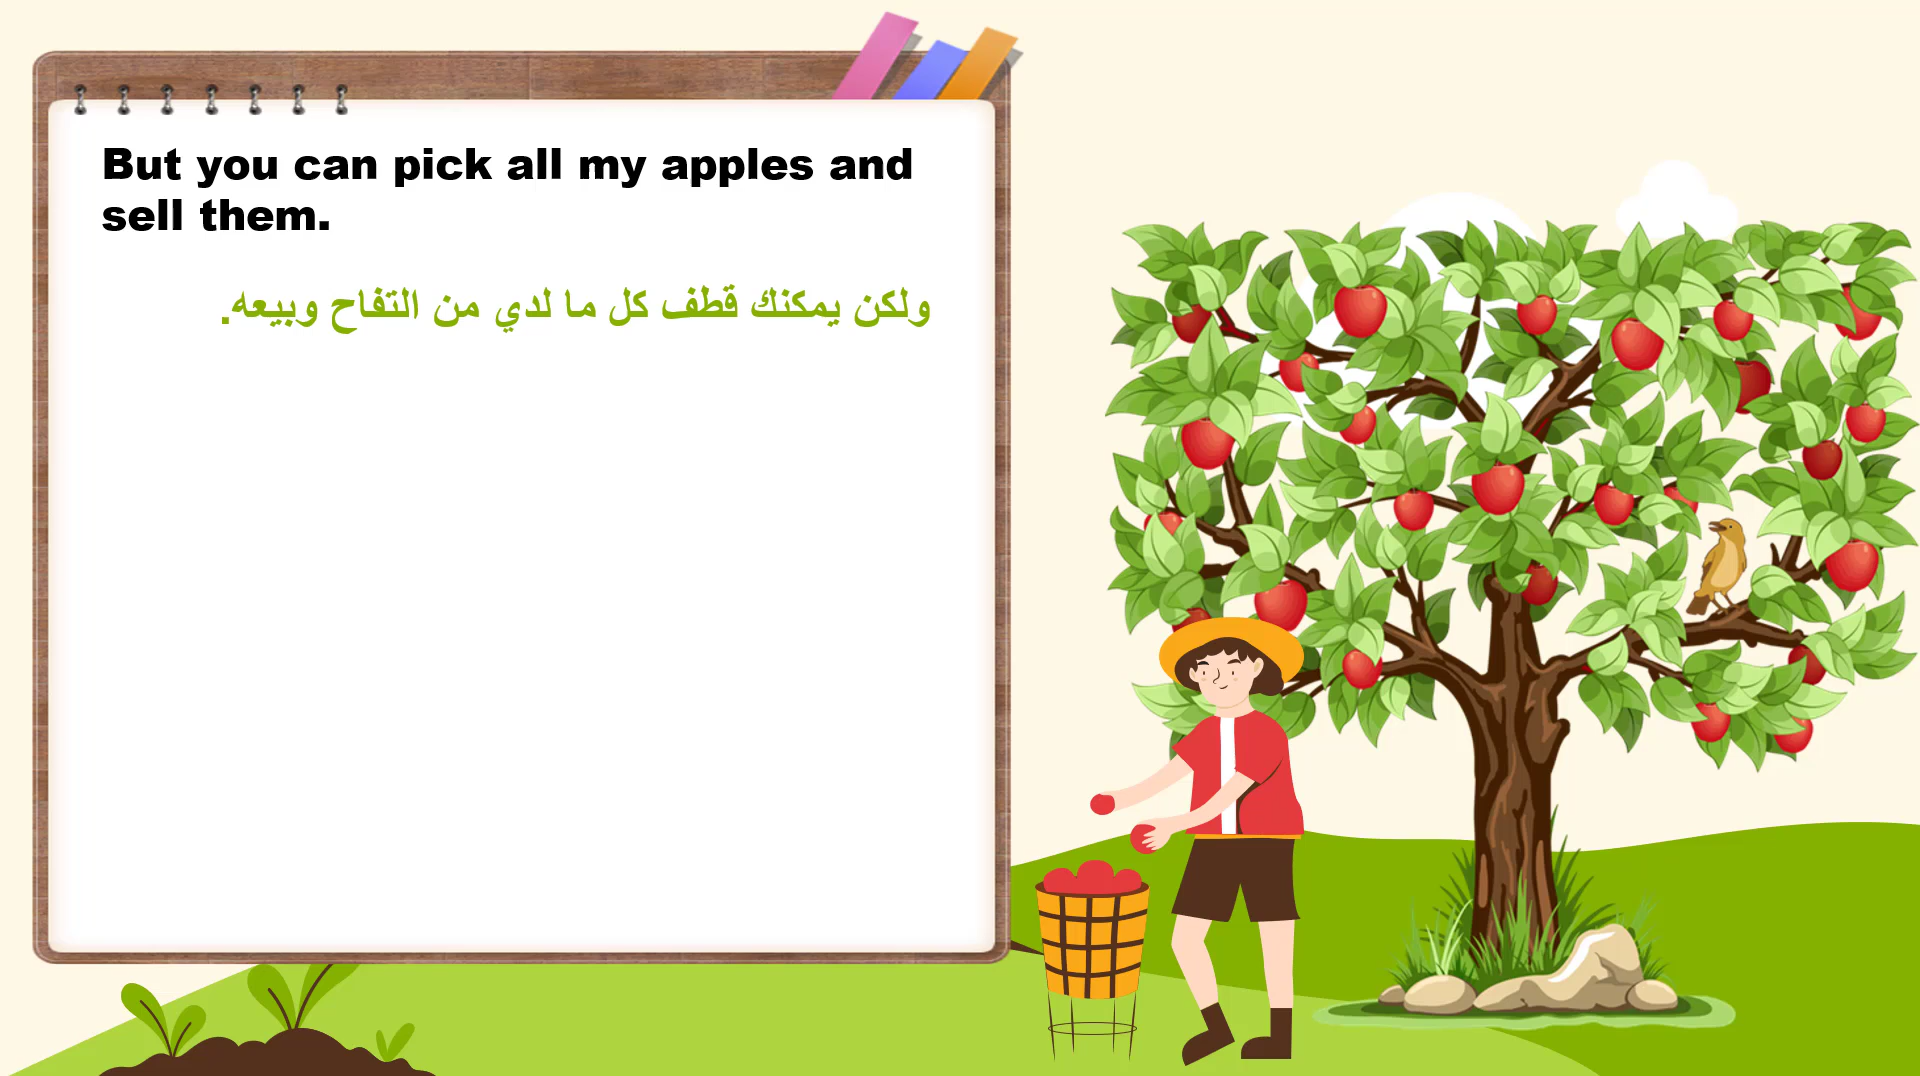 But you can pick all my apples and
sell them.
ولكن يمكنك قطف كل ما لدي من التفاح وبيعه.